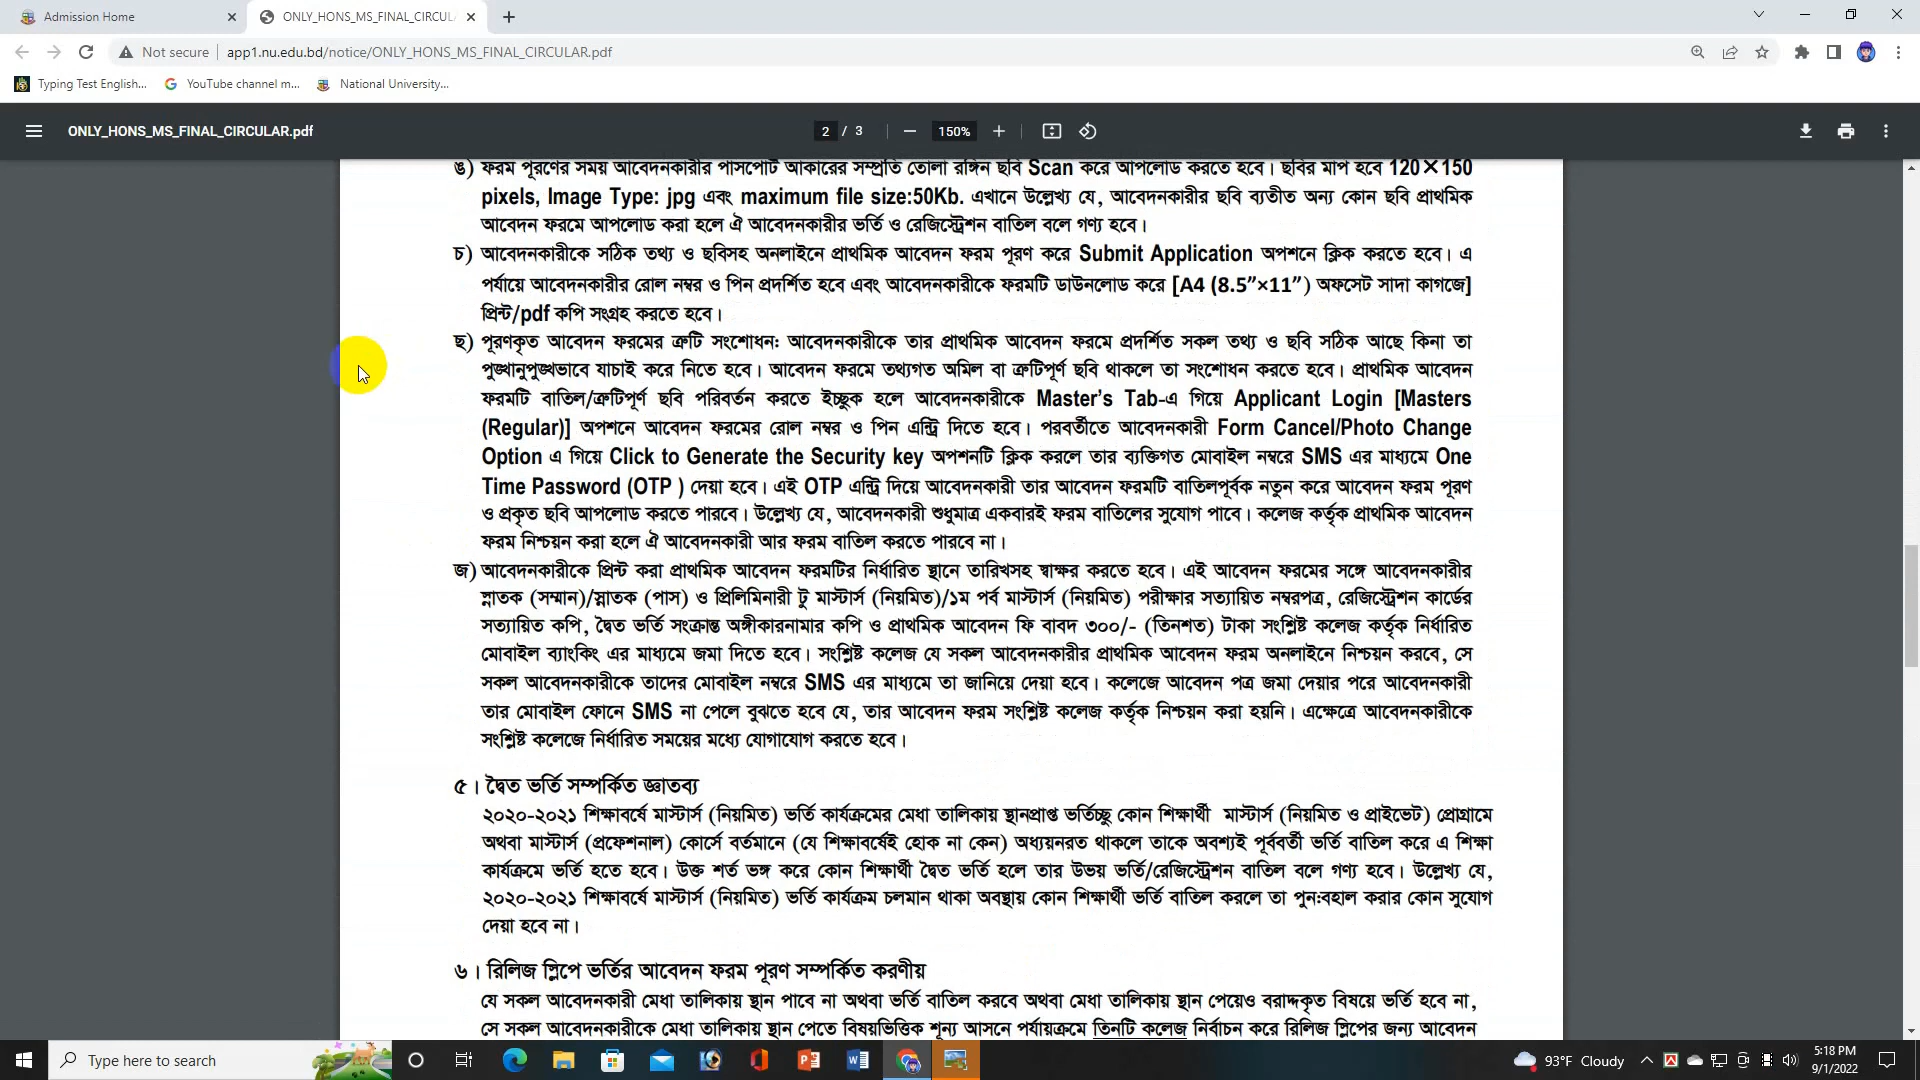 Admission Home
ONLY_HONS_MS_FINAL_CIRCUL
Not secure
app1.nu.edu.bd/notice/ONLY_HONS_MS_FINAL_CIRCULAR.pdf
Typing Test English...
YouTube channel m...
National University...
ONLY_HONS_MS_FINAL_CIRCULAR.pdf
2 / 3
150%
ঙ) ফরম পূরণের সময় আবেদনকারীর পাসপোর্ট আকারের সম্প্রতি তোলা রঙ্গিন ছবি Scan করে আপলোড করতে হবে। ছবির মাপ হবে 120×150
pixels, Image Type: jpg এবং maximum file size:50Kb. এখানে উল্লেখ্য যে, আবেদনকারীর ছবি ব্যতীত অন্য কোন ছবি প্রাথমিক
আবেদন ফরমে আপলোড করা হলে ঐ আবেদনকারীর ভর্তি ও রেজিস্ট্রেশন বাতিল বলে গণ্য হবে।
চ) আবেদনকারীকে সঠিক তথ্য ও ছবিসহ অনলাইনে প্রাথমিক আবেদন ফরম পূরণ করে Submit Application অপশনে ক্লিক করতে হবে। এ
পর্যায়ে আবেদনকারীর রোল নম্বর ও পিন প্রদর্শিত হবে এবং আবেদনকারীকে ফরমটি ডাউনলোড করে [A4 (8.5”×11”) অফসেট সাদা কাগজে]
প্রিন্ট/pdf কপি সংগ্রহ করতে হবে।
ছ) পূরণকৃত আবেদন ফরমের ত্রুটি সংশোধন: আবেদনকারীকে তার প্রাথমিক আবেদন ফরমে প্রদর্শিত সকল তথ্য ও ছবি সঠিক আছে কিনা তা
পুঙ্খানুপুঙ্খভাবে যাচাই করে নিতে হবে। আবেদন ফরমে তথ্যগত অমিল বা ত্রুটিপূর্ণ ছবি থাকলে তা সংশোধন করতে হবে। প্রাথমিক আবেদন
ফরমটি বাতিল/ত্রুটিপূর্ণ ছবি পরিবর্তন করতে ইচ্ছুক হলে আবেদনকারীকে Master’s Tab-এ গিয়ে Applicant Login [Masters
(Regular)] অপশনে আবেদন ফরমের রোল নম্বর ও পিন এন্ট্রি দিতে হবে। পরবর্তীতে আবেদনকারী Form Cancel/Photo Change
Option এ গিয়ে Click to Generate the Security key অপশনটি ক্লিক করলে তার ব্যক্তিগত মোবাইল নম্বরে SMS এর মাধ্যমে One
Time Password (OTP ) দেয়া হবে। এই OTP এন্ট্রি দিয়ে আবেদনকারী তার আবেদন ফরমটি বাতিলপূর্বক নতুন করে আবেদন ফরম পূরণ
ও প্রকৃত ছবি আপলোড করতে পারবে। উল্লেখ্য যে, আবেদনকারী শুধুমাত্র একবারই ফরম বাতিলের সুযোগ পাবে। কলেজ কর্তৃক প্রাথমিক আবেদন
ফরম নিশ্চয়ন করা হলে ঐ আবেদনকারী আর ফরম বাতিল করতে পারবে না।
জ) আবেদনকারীকে প্রিন্ট করা প্রাথমিক আবেদন ফরমটির নির্ধারিত স্থানে তারিখসহ স্বাক্ষর করতে হবে। এই আবেদন ফরমের সঙ্গে আবেদনকারীর
স্নাতক (সম্মান)/স্নাতক (পাস) ও প্রিলিমিনারী টু মাস্টার্স (নিয়মিত)/১ম পর্ব মাস্টার্স (নিয়মিত) পরীক্ষার সত্যায়িত নম্বরপত্র, রেজিস্ট্রেশন কার্ডের
সত্যায়িত কপি, দ্বৈত ভর্তি সংক্রান্ত অঙ্গীকারনামার কপি ও প্রাথমিক আবেদন ফি বাবদ ৩০০/- (তিনশত) টাকা সংশ্লিষ্ট কলেজ কর্তৃক নির্ধারিত
মোবাইল ব্যাংকিং এর মাধ্যমে জমা দিতে হবে। সংশ্লিষ্ট কলেজ যে সকল আবেদনকারীর প্রাথমিক আবেদন ফরম অনলাইনে নিশ্চয়ন করবে, সে
সকল আবেদনকারীকে তাদের মোবাইল নম্বরে SMS এর মাধ্যমে তা জানিয়ে দেয়া হবে। কলেজে আবেদন পত্র জমা দেয়ার পরে আবেদনকারী
তার মোবাইল ফোনে SMS না পেলে বুঝতে হবে যে, তার আবেদন ফরম সংশ্লিষ্ট কলেজ কর্তৃক নিশ্চয়ন করা হয়নি। এক্ষেত্রে আবেদনকারীকে
সংশ্লিষ্ট কলেজে নির্ধারিত সময়ের মধ্যে যোগাযোগ করতে হবে।
৫। দ্বৈত ভর্তি সম্পর্কিত জ্ঞাতব্য
২০২০-২০২১ শিক্ষাবর্ষে মাস্টার্স (নিয়মিত) ভর্তি কার্যক্রমের মেধা তালিকায় স্থানপ্রাপ্ত ভর্তিচ্ছু কোন শিক্ষার্থী মাস্টার্স (নিয়মিত ও প্রাইভেট) প্রোগ্রামে
অথবা মাস্টার্স (প্রফেশনাল) কোর্সে বর্তমানে (যে শিক্ষাবর্ষেই হোক না কেন) অধ্যয়নরত থাকলে তাকে অবশ্যই পূর্ববর্তী ভর্তি বাতিল করে এ শিক্ষা
কার্যক্রমে ভর্তি হতে হবে। উক্ত শর্ত ভঙ্গ করে কোন শিক্ষার্থী দ্বৈত ভর্তি হলে তার উভয় ভর্তি/রেজিস্ট্রেশন বাতিল বলে গণ্য হবে। উল্লেখ্য যে,
২০২০-২০২১ শিক্ষাবর্ষে মাস্টার্স (নিয়মিত) ভর্তি কার্যক্রম চলমান থাকা অবস্থায় কোন শিক্ষার্থী ভর্তি বাতিল করলে তা পুন:বহাল করার কোন সুযোগ
দেয়া হবে না।
৬। রিলিজ স্লিপে ভর্তির আবেদন ফরম পূরণ সম্পর্কিত করণীয়
যে সকল আবেদনকারী মেধা তালিকায় স্থান পাবে না অথবা ভর্তি বাতিল করবে অথবা মেধা তালিকায় স্থান পেয়েও বরাদ্দকৃত বিষয়ে ভর্তি হবে না,
সে সকল আবেদনকারীকে মেধা তালিকায় স্থান পেতে বিষয়ভিত্তিক শূন্য আসনে পর্যায়ক্রমে তিনটি কলেজ নির্বাচন করে রিলিজ স্লিপের জন্য আবেদন
Type here to search
93°F Cloudy
5:18 PM
9/1/2022